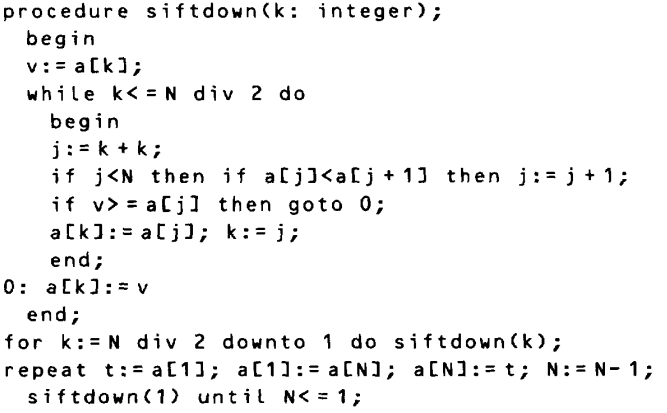 procedure siftdown(k: integer);
begin
v:=a[k];
while k<=N div 2 do
begin
j:=k+k;
if j<N then if a[j]<a[j+1] then j:=j+1;
if v>=a[j] then goto 0;
a[k]:=a[j]; k:=j;
end;
0: a[k]:=v
end;
for k:=N div 2 downto 1 do siftdown(k);
repeat t:=a[1]; a[1]:=a[N]; a[N]:=t; N:=N-1;
siftdown(1) until N<=1;